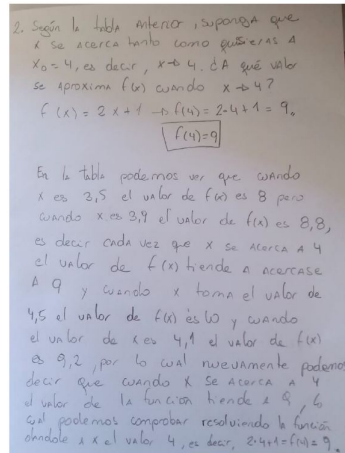 2. Según la tabla anterior, suponga que
x se acerca tanto como quisieras a
x₀ = 4, es decir, x→4. ¿A qué valor
se aproxima f(x) cuando x→4?
f(x) = 2x+1 → f(4) = 2·4+1 = 9.
f(4)=9
En la tabla podemos ver que cuando
x es 3,5 el valor de f(x) es 8 pero
cuando x es 3,9 el valor de f(x) es 8,8,
es decir cada vez que x se acerca a 4
el valor de f(x) tiende a acercase
a 9 y cuando x toma el valor de
4,5 el valor de f(x) es 10 y cuando
el valor de x es 4,1 el valor de f(x)
es 9,2, por lo cual nuevamente podemos
decir que cuando x se acerca a 4
el valor de la función tiende a 9, lo
cual podemos comprobar resolviendo la función
dandole a x el valor 4, es decir, 2·4+1=f(4)=9.